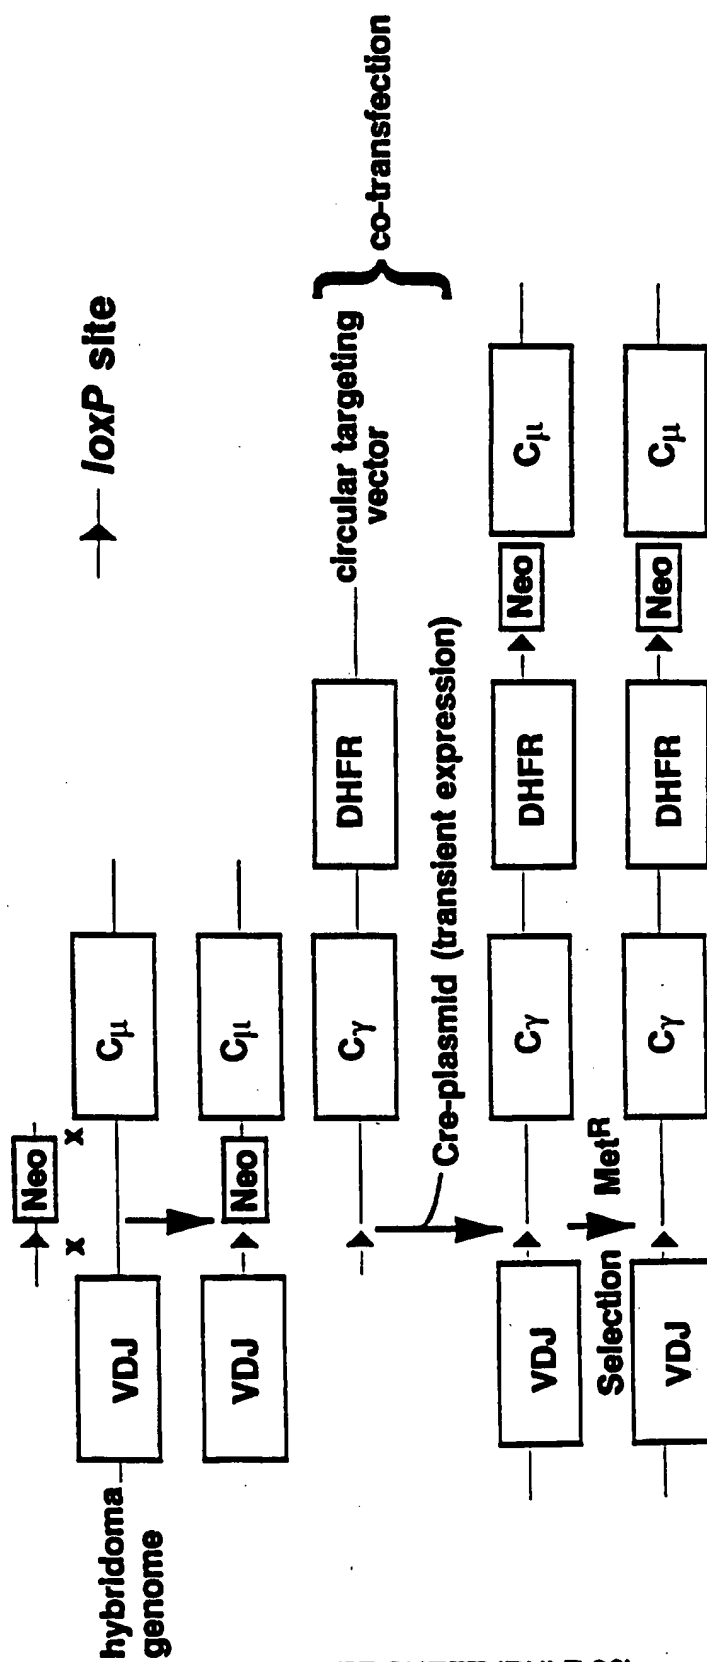 loxP site
Neo
x x
hybridoma
genome
VDJ Cμ
VDJ Neo Cμ
Cγ DHFR circular targeting
vector
co-transfection
Cre-plasmid (transient expression)
VDJ Cγ DHFR Neo Cμ
Selection MetR
VDJ Cγ DHFR Neo Cμ